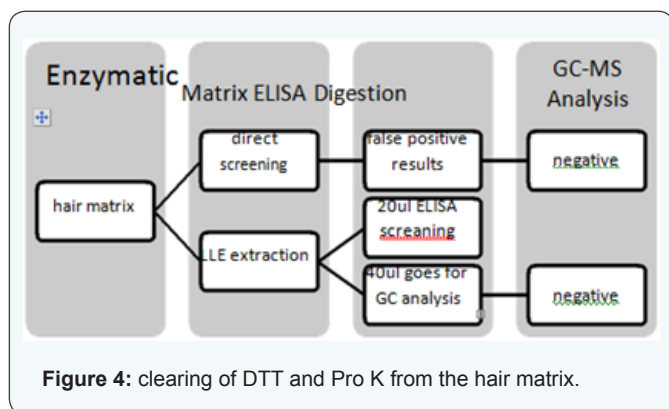 Enzymatic
Matrix ELISA Digestion
GC-MS
Analysis
hair matrix
direct
screening
false positive
results
negative
LLE extraction
20ul ELISA
screaning
40ul goes for
GC analysis
negative
Figure 4: clearing of DTT and Pro K from the hair matrix.